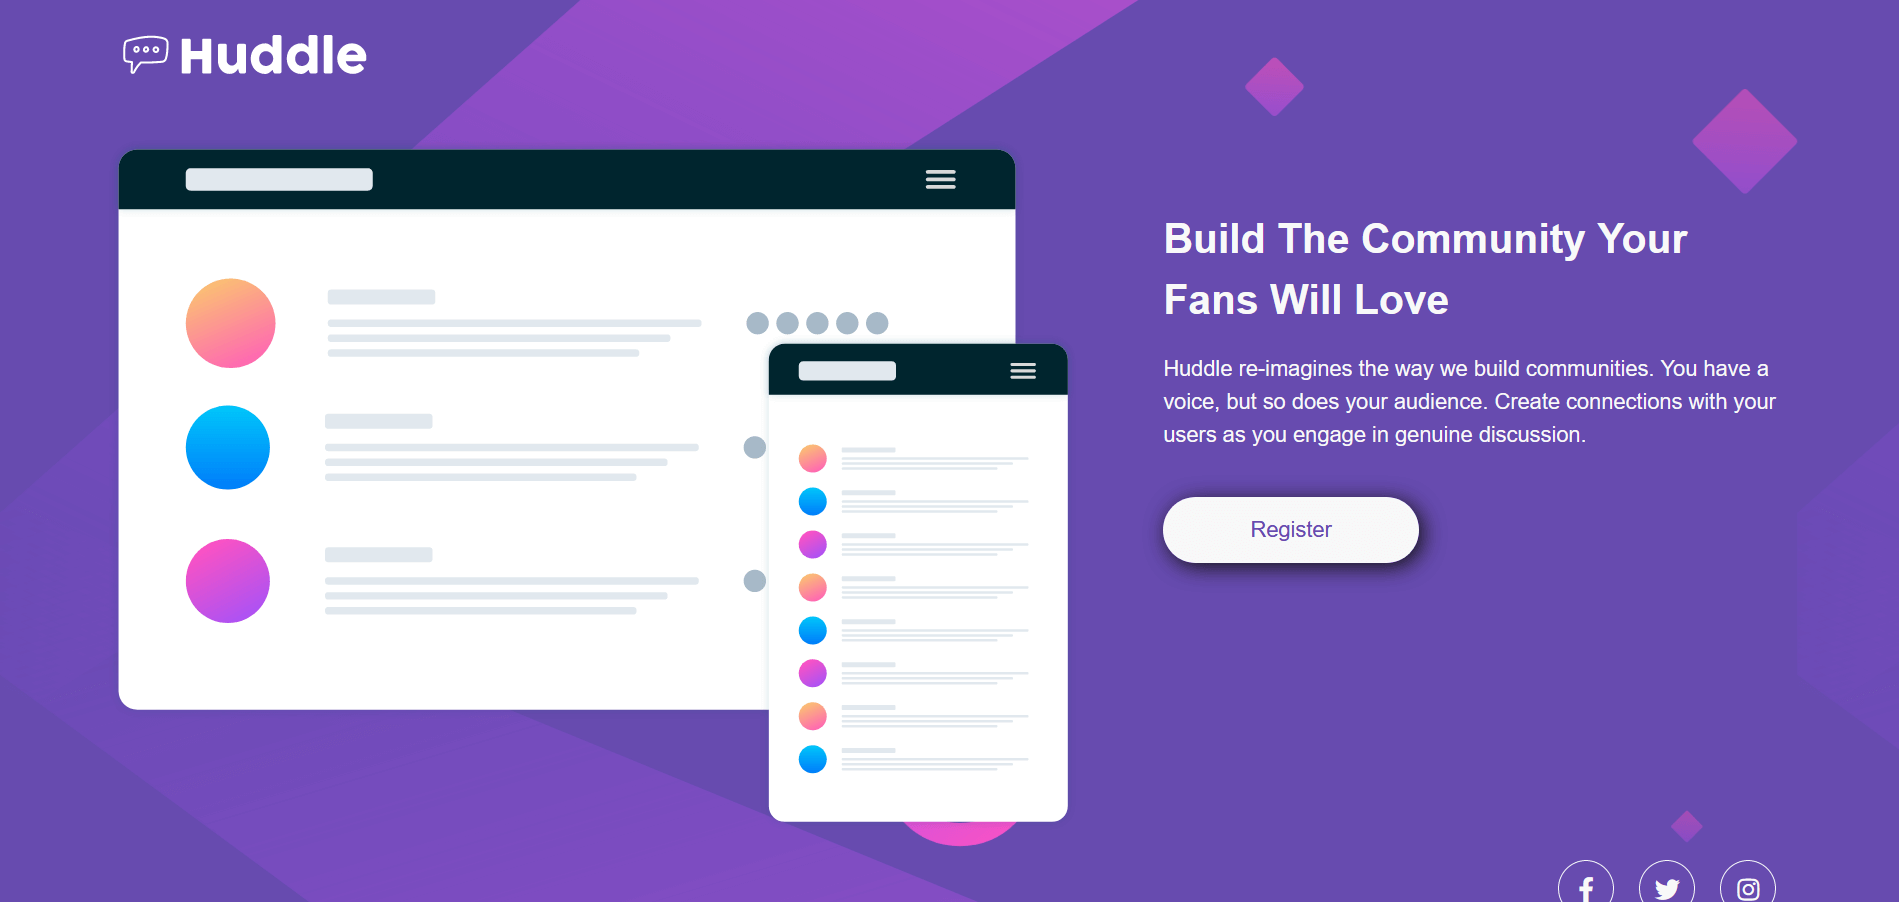 Huddle
Build The Community Your
Fans Will Love
Huddle re-imagines the way we build communities. You have a
voice, but so does your audience. Create connections with your
users as you engage in genuine discussion.
Register